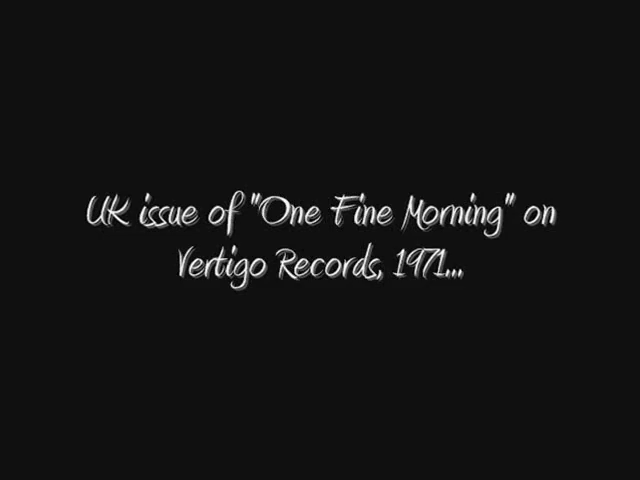 UK issue of "One Fine Morning" on
Vertigo Records, 1971...